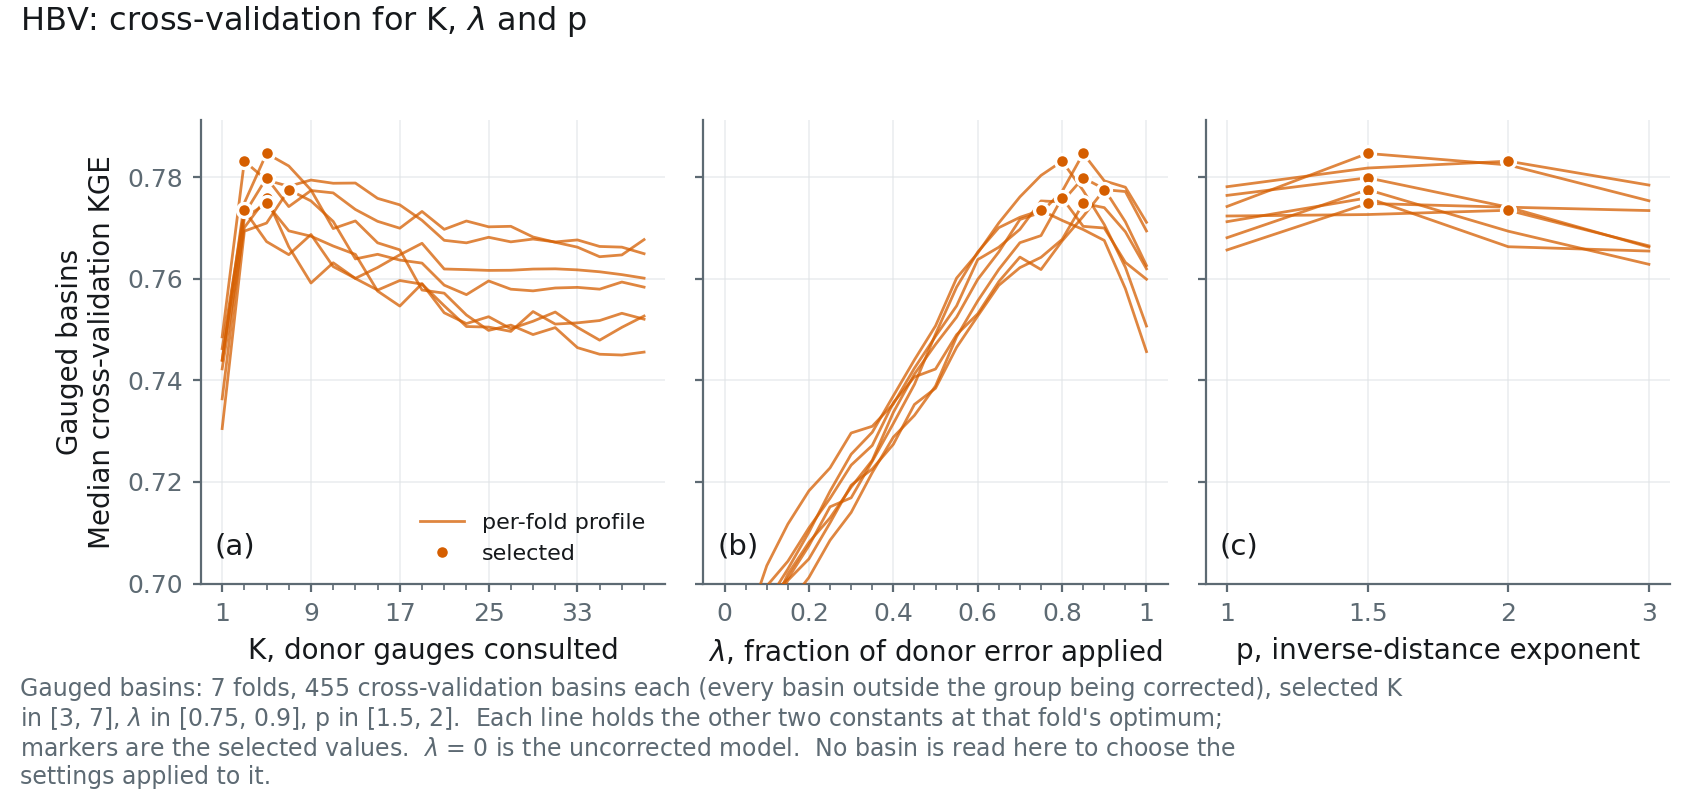 HBV: cross-validation for K, λ and p
Gauged basins
Median cross-validation KGE
0.78
0.76
0.74
0.72
0.70
(a)
per-fold profile
selected
1 9 17 25 33
K, donor gauges consulted
(b)
0 0.2 0.4 0.6 0.8 1
λ, fraction of donor error applied
(c)
1 1.5 2 3
p, inverse-distance exponent
Gauged basins: 7 folds, 455 cross-validation basins each (every basin outside the group being corrected), selected K
in [3, 7], λ in [0.75, 0.9], p in [1.5, 2].  Each line holds the other two constants at that fold's optimum;
markers are the selected values.  λ = 0 is the uncorrected model.  No basin is read here to choose the
settings applied to it.